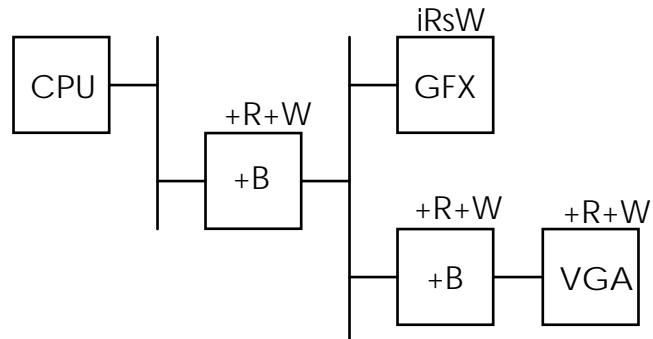 iRsW
CPU
GFX
+R+W
+B
+R+W
+R+W
+B
VGA